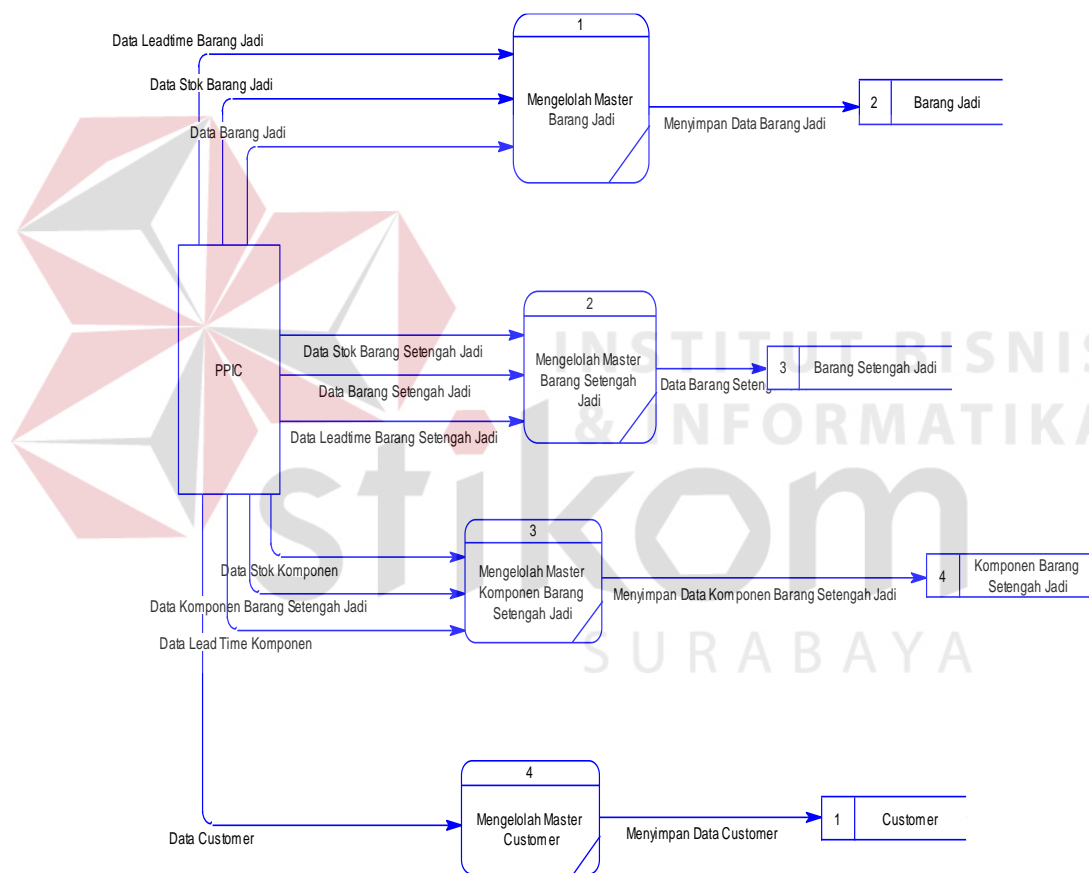 1
Data Leadtime Barang Jadi
Data Stok Barang Jadi
Data Barang Jadi
Mengelolah Master
Barang Jadi
Menyimpan Data Barang Jadi
2 Barang Jadi
PPIC
2
Data Stok Barang Setengah Jadi
Data Barang Setengah Jadi
Data Leadtime Barang Setengah Jadi
Mengelolah Master
Barang Setengah
Jadi
Data Barang
3 Barang Setengah Jadi
INSTITUT BISNIS
& INFORMATIKA
stikom
SURABAYA
3
Data Stok Komponen
Data Komponen Barang Setengah Jadi
Data Lead Time Komponen
Mengelolah Master
Komponen Barang
Setengah Jadi
Menyimpan Data Komponen Barang Setengah Jadi
4 Komponen Barang
Setengah Jadi
4
Data Customer
Mengelolah Master
Customer
Menyimpan Data Customer
1 Customer